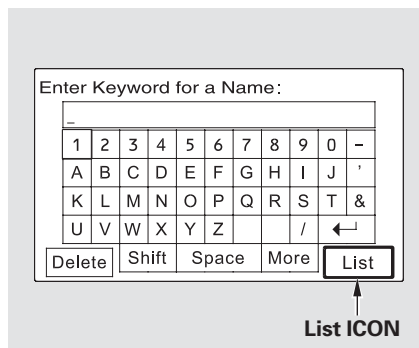 Enter Keyword for a Name:
_
1 2 3 4 5 6 7 8 9 0 –
A B C D E F G H I J ’
K L M N O P Q R S T &
U V W X Y Z / ↵
Delete Shift Space More List
List ICON